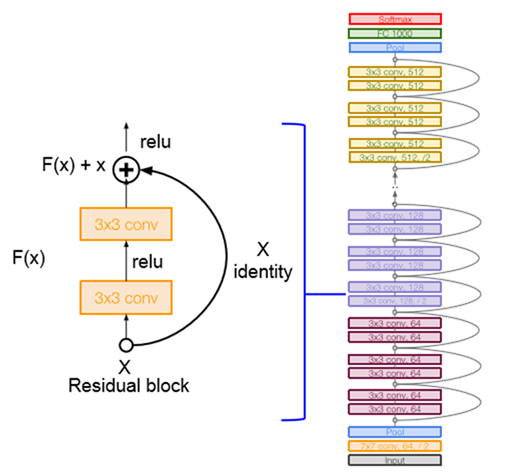 Softmax
FC 1000
Pool
3x3 conv, 512
3x3 conv, 512
3x3 conv, 512
3x3 conv, 512
3x3 conv, 512
3x3 conv, 512, /2
..
3x3 conv, 128
3x3 conv, 128
3x3 conv, 128
3x3 conv, 128
3x3 conv, 128
3x3 conv, 128, / 2
3x3 conv, 64
3x3 conv, 64
3x3 conv, 64
3x3 conv, 64
3x3 conv, 64
3x3 conv, 64
Pool
7x7 conv, 64, / 2
Input
relu
F(x) + x
3x3 conv
F(x)
relu
X
identity
3x3 conv
X
Residual block